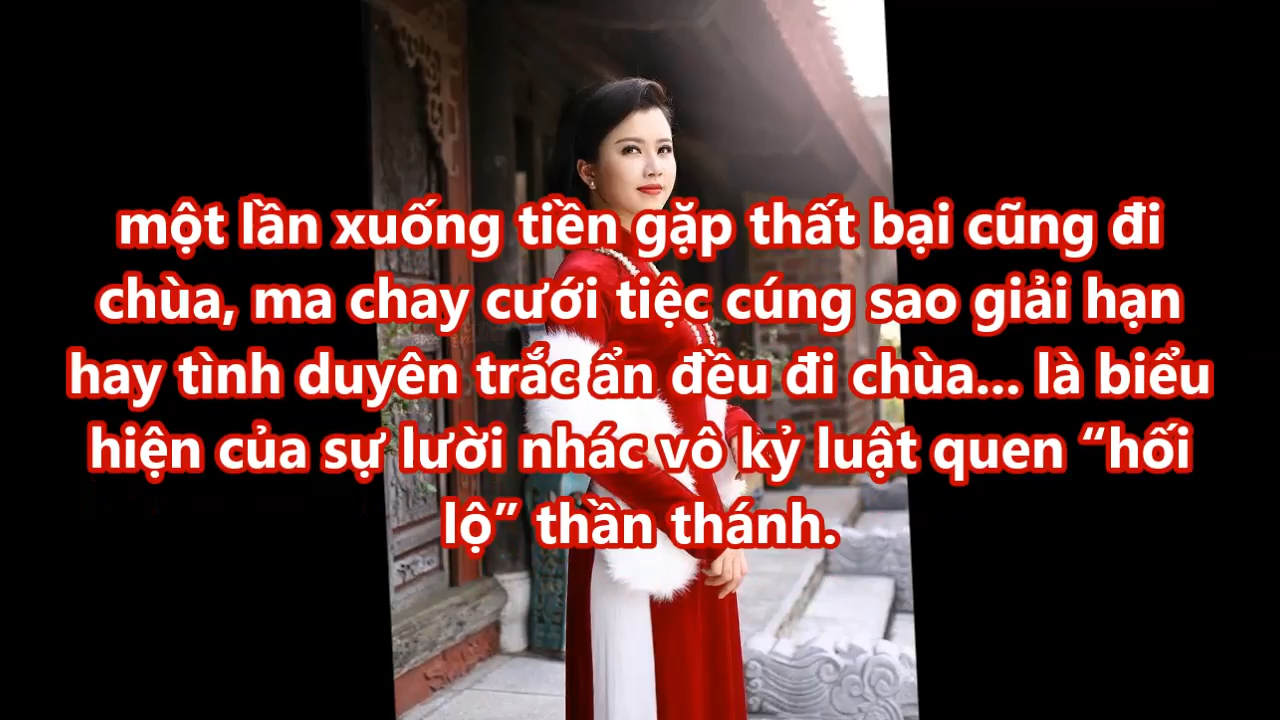 một lần xuống tiền gặp thất bại cũng đi
chùa, ma chay cưới tiệc cúng sao giải hạn
hay tình duyên trắc ẩn đều đi chùa... là biểu
hiện của sự lười nhác vô kỷ luật quen “hối
lộ” thần thánh.